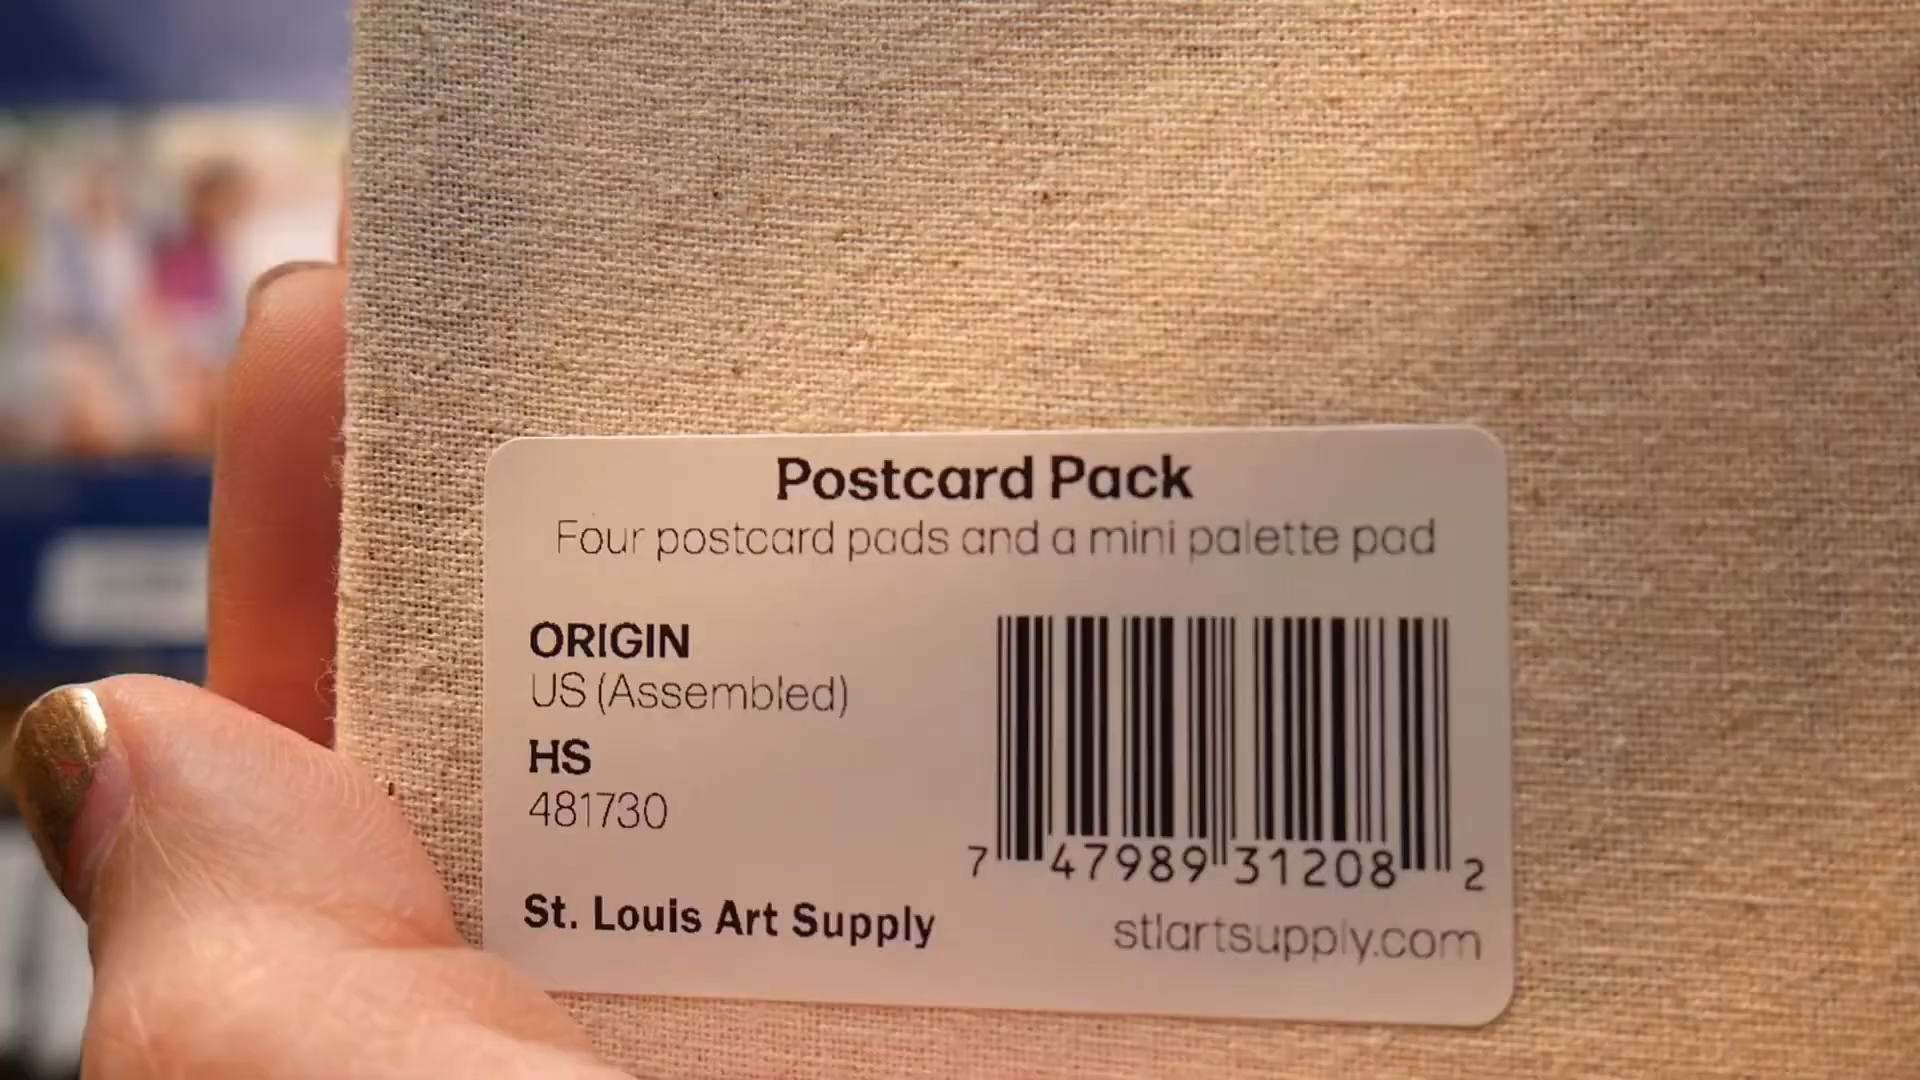 Postcard Pack
Four postcard pads and a mini palette pad
ORIGIN
US (Assembled)
HS
481730
7 47989 31208 2
St. Louis Art Supply
stlartsupply.com